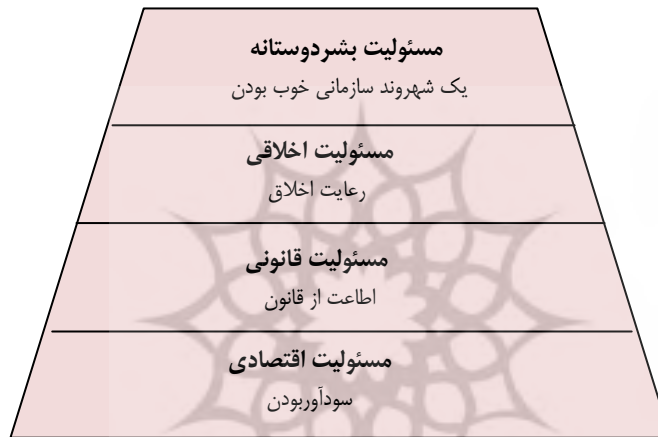 مسئولیت بشردوستانه
یک شهروند سازمانی خوب بودن
مسئولیت اخلاقی
رعایت اخلاق
مسئولیت قانونی
اطاعت از قانون
مسئولیت اقتصادی
سودآوربودن